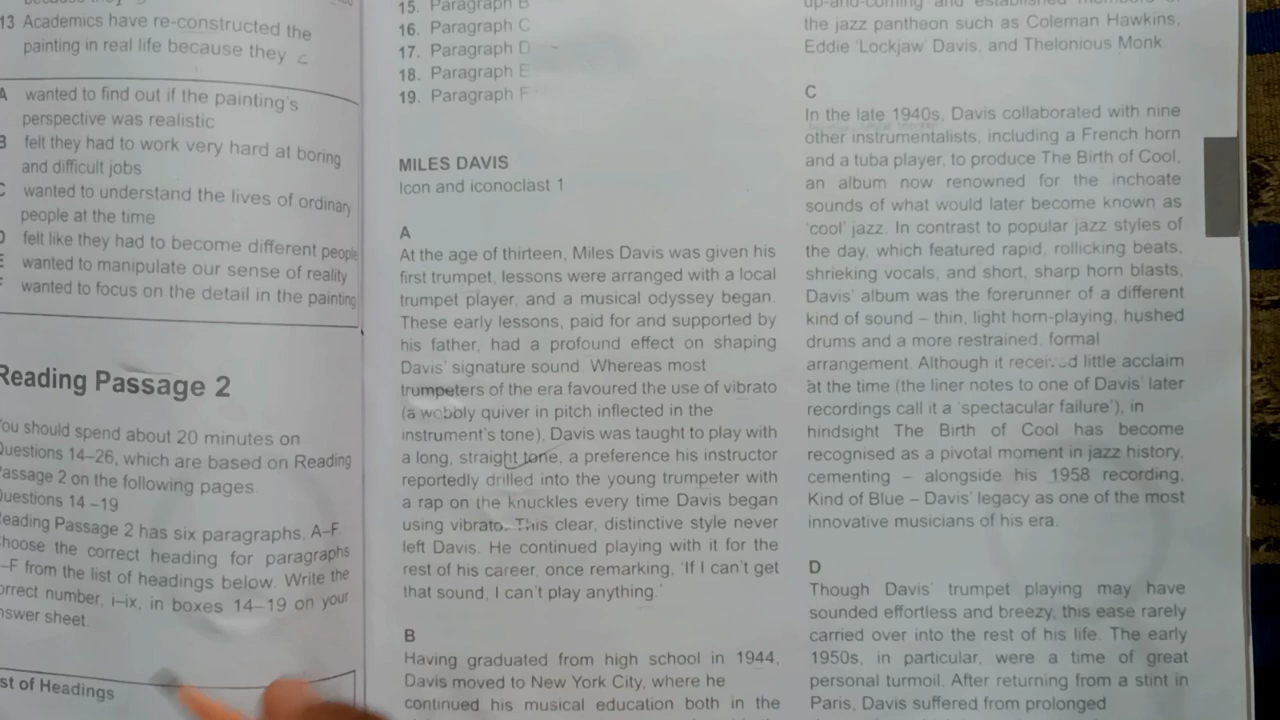 13 Academics have re-constructed the
painting in real life because they c
A wanted to find out if the painting's
perspective was realistic
B felt they had to work very hard at boring
and difficult jobs
C wanted to understand the lives of ordinary
people at the time
D felt like they had to become different people
E wanted to manipulate our sense of reality
F wanted to focus on the detail in the painting
Reading Passage 2
You should spend about 20 minutes on
Questions 14–26, which are based on Reading
Passage 2 on the following pages.
Questions 14 –19
Reading Passage 2 has six paragraphs, A–F.
Choose the correct heading for paragraphs
–F from the list of headings below. Write the
correct number, i–ix, in boxes 14–19 on your
answer sheet.
st of Headings
15. Paragraph B
16. Paragraph C
17. Paragraph D
18. Paragraph E
19. Paragraph F
MILES DAVIS
Icon and iconoclast 1
A
At the age of thirteen, Miles Davis was given his
first trumpet, lessons were arranged with a local
trumpet player, and a musical odyssey began.
These early lessons, paid for and supported by
his father, had a profound effect on shaping
Davis' signature sound. Whereas most
trumpeters of the era favoured the use of vibrato
(a wobbly quiver in pitch inflected in the
instrument's tone), Davis was taught to play with
a long, straight tone, a preference his instructor
reportedly drilled into the young trumpeter with
a rap on the knuckles every time Davis began
using vibrato. This clear, distinctive style never
left Davis. He continued playing with it for the
rest of his career, once remarking, 'If I can't get
that sound, I can't play anything.'
B
Having graduated from high school in 1944,
Davis moved to New York City, where he
continued his musical education both in the
up-and-coming and established members of
the jazz pantheon such as Coleman Hawkins,
Eddie 'Lockjaw' Davis, and Thelonious Monk.
C
In the late 1940s, Davis collaborated with nine
other instrumentalists, including a French horn
and a tuba player, to produce The Birth of Cool,
an album now renowned for the inchoate
sounds of what would later become known as
'cool' jazz. In contrast to popular jazz styles of
the day, which featured rapid, rollicking beats,
shrieking vocals, and short, sharp horn blasts,
Davis' album was the forerunner of a different
kind of sound – thin, light horn-playing, hushed
drums and a more restrained, formal
arrangement. Although it received little acclaim
at the time (the liner notes to one of Davis' later
recordings call it a 'spectacular failure'), in
hindsight The Birth of Cool has become
recognised as a pivotal moment in jazz history,
cementing – alongside his 1958 recording,
Kind of Blue – Davis' legacy as one of the most
innovative musicians of his era.
D
Though Davis' trumpet playing may have
sounded effortless and breezy, this ease rarely
carried over into the rest of his life. The early
1950s, in particular, were a time of great
personal turmoil. After returning from a stint in
Paris, Davis suffered from prolonged